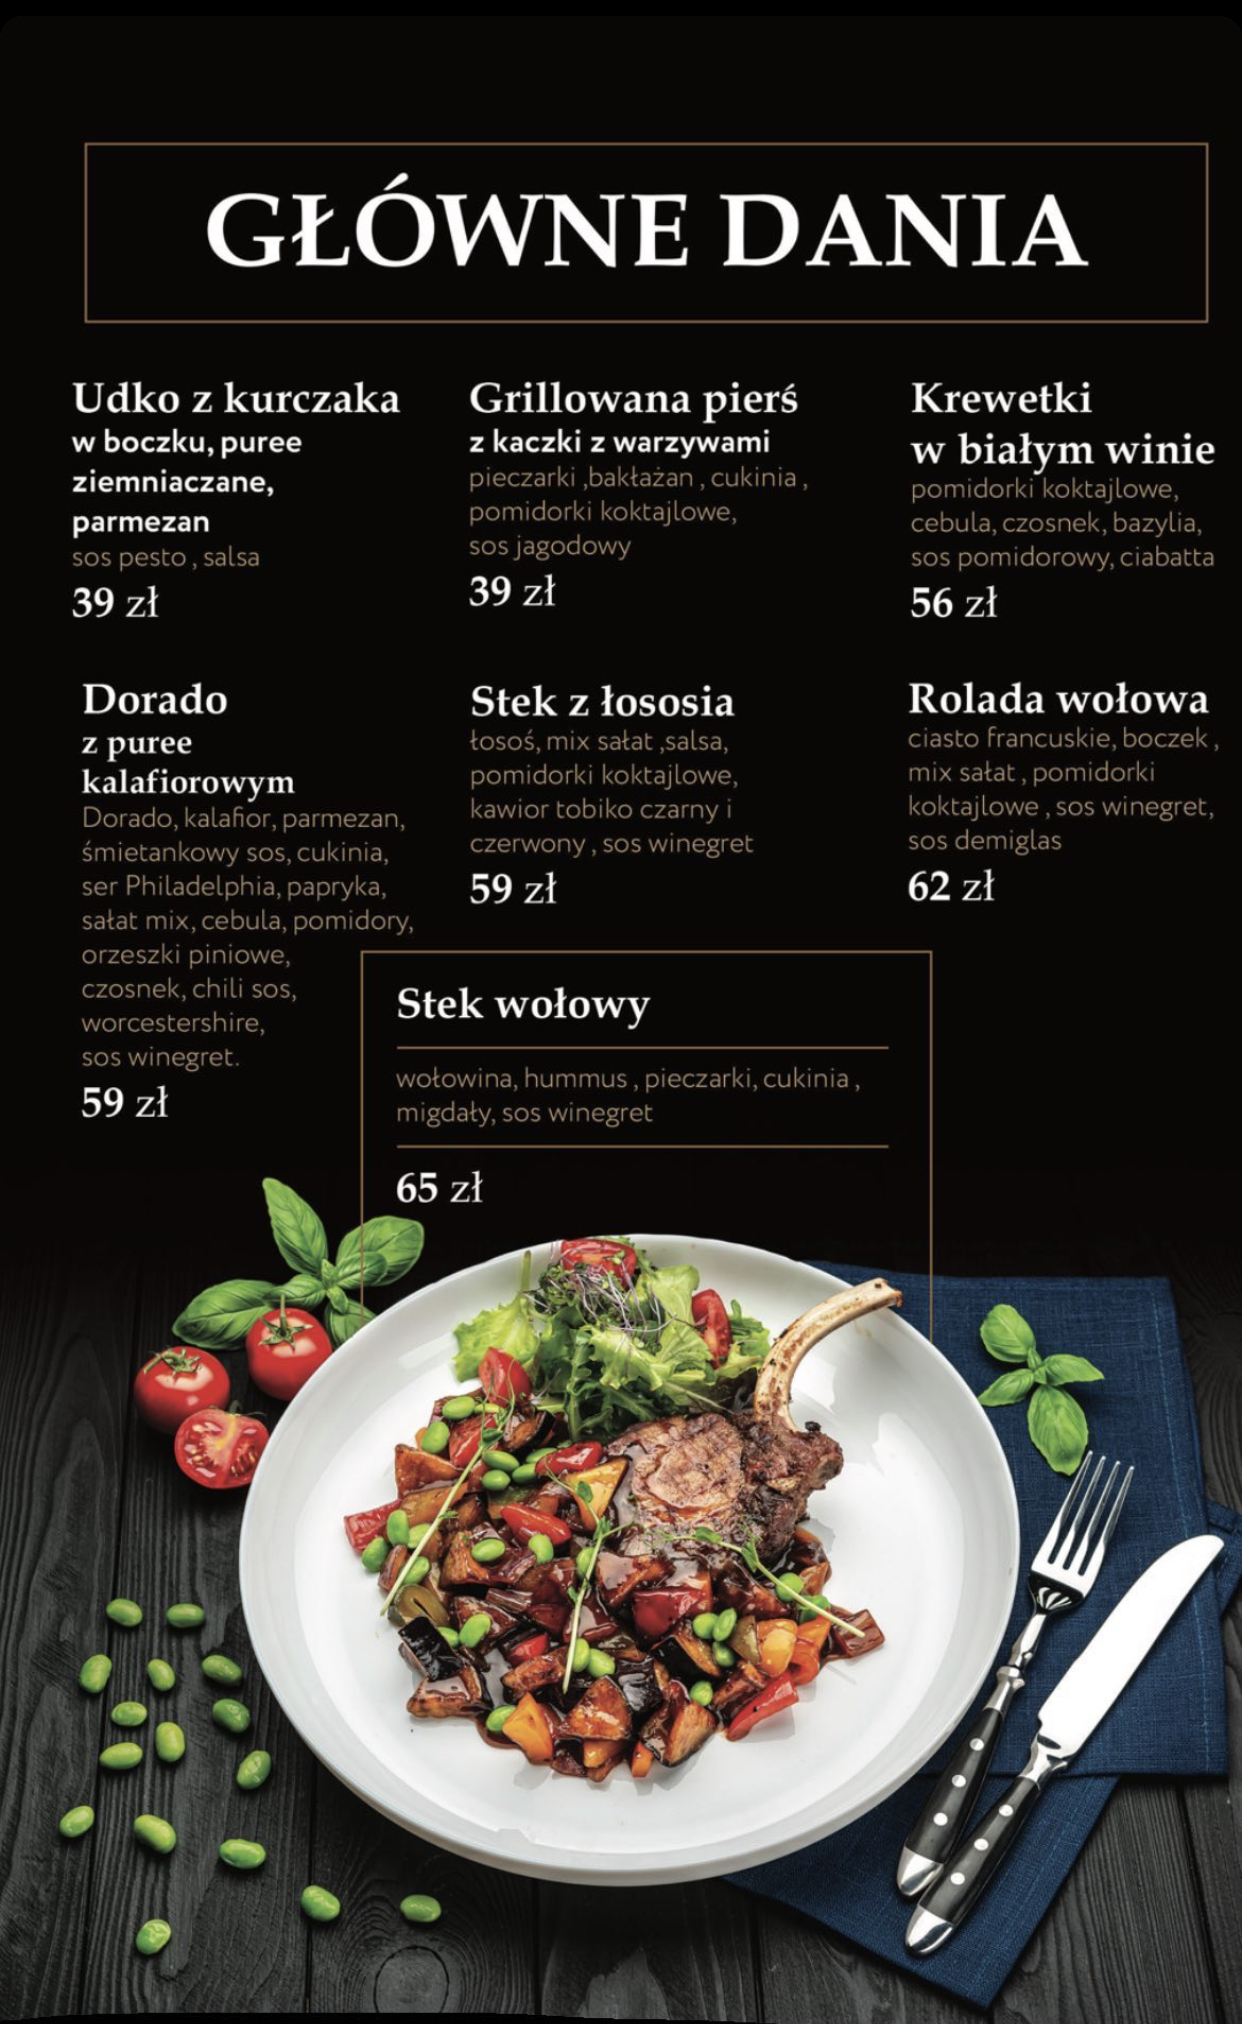 GŁÓWNE DANIA
Udko z kurczaka
w boczku, puree
ziemniaczane,
parmezan
sos pesto , salsa
39 zł
Grillowana pierś
z kaczki z warzywami
pieczarki ,bakłażan , cukinia ,
pomidorki koktajlowe,
sos jagodowy
39 zł
Krewetki
w białym winie
pomidorki koktajlowe,
cebula, czosnek, bazylia,
sos pomidorowy, ciabatta
56 zł
Dorado
z puree
kalafiorowym
Dorado, kalafior, parmezan,
śmietankowy sos, cukinia,
ser Philadelphia, papryka,
sałat mix, cebula, pomidory,
orzeszki piniowe,
czosnek, chili sos,
worcestershire,
sos winegret.
59 zł
Stek z łososia
łosoś, mix sałat ,salsa,
pomidorki koktajlowe,
kawior tobiko czarny i
czerwony , sos winegret
59 zł
Rolada wołowa
ciasto francuskie, boczek ,
mix sałat , pomidorki
koktajlowe , sos winegret,
sos demiglas
62 zł
Stek wołowy
wołowina, hummus , pieczarki, cukinia ,
migdały, sos winegret
65 zł